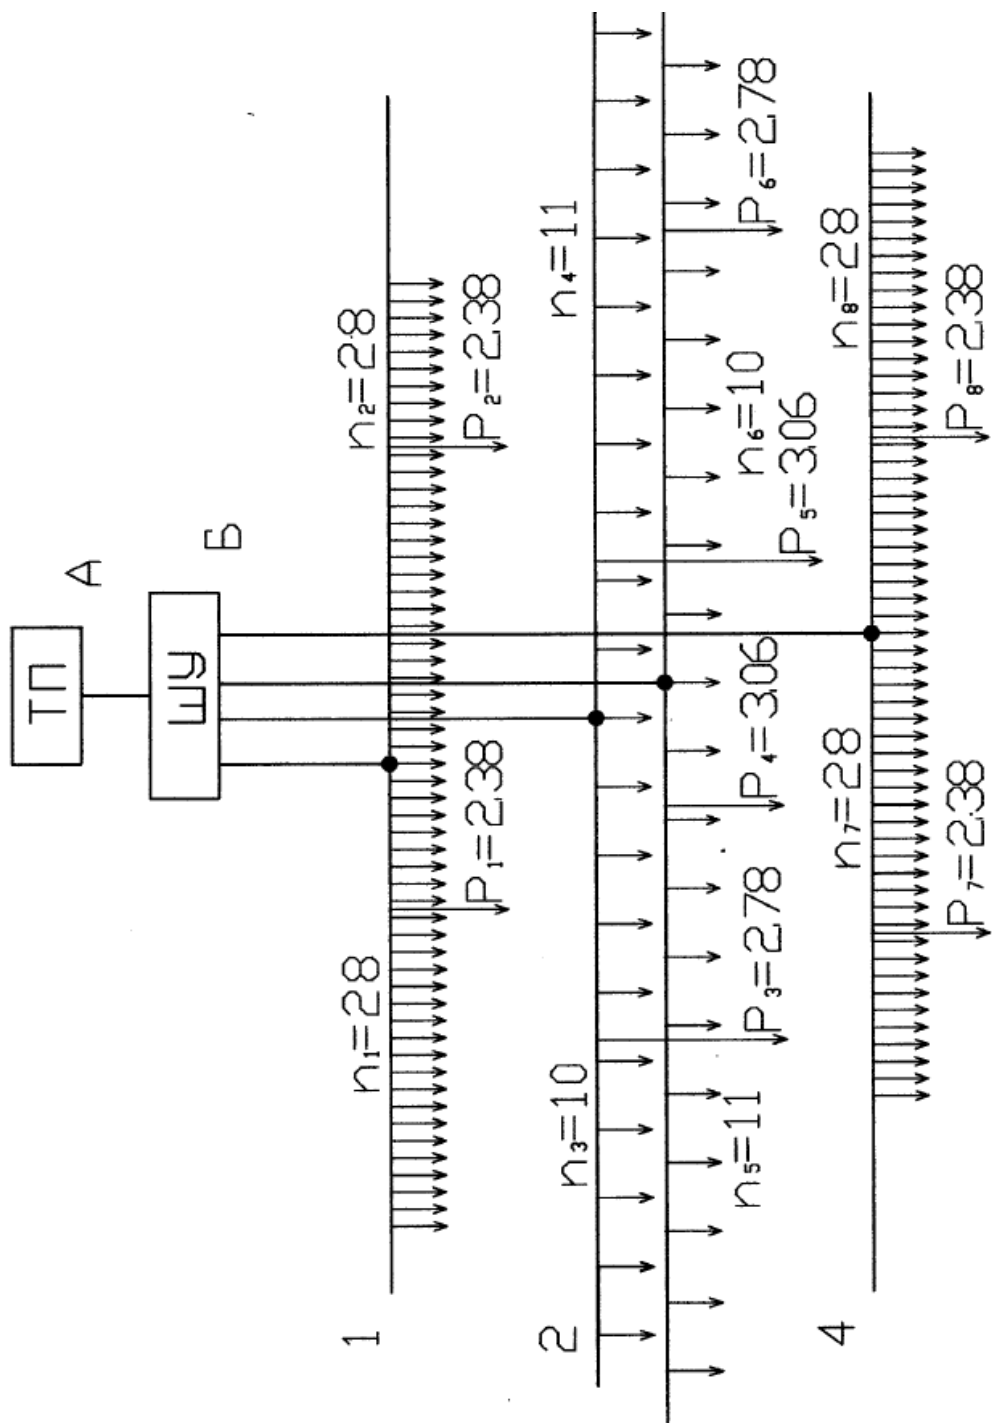 ТП
А
ШУ
Б
1
n₁=28
P₁=2,38
n₂=28
P₂=2,38
2
n₃=10
P₃=2,78
n₄=11
P₄=3,06
n₅=11
P₅=3,06
n₆=10
P₆=2,78
4
n₇=28
P₇=2,38
n₈=28
P₈=2,38